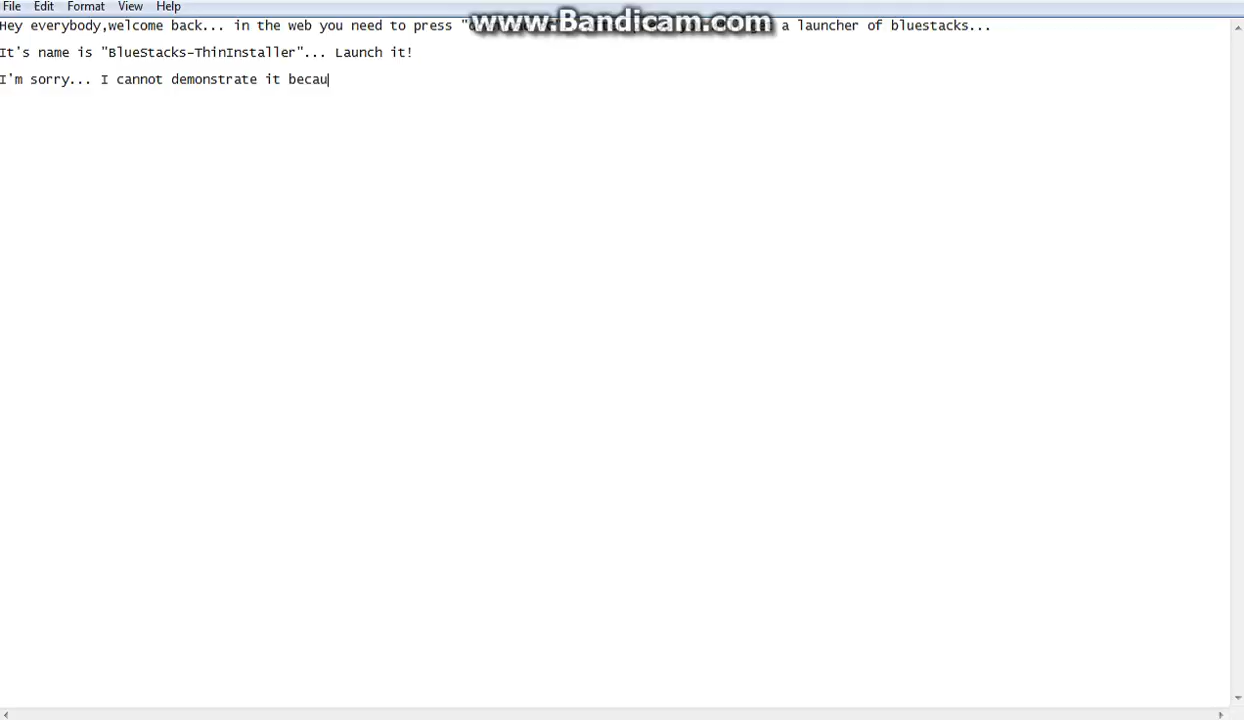 File Edit Format View Help
www.Bandicam.com
Hey everybody,welcome back... in the web you need to press " a launcher of bluestacks...
It's name is "BlueStacks-ThinInstaller"... Launch it!
I'm sorry... I cannot demonstrate it becau